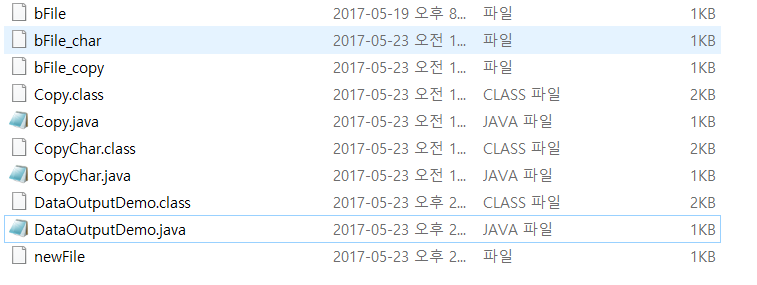 bFile 2017-05-19 오후 8... 파일 1KB
bFile_char 2017-05-23 오전 1... 파일 1KB
bFile_copy 2017-05-23 오전 1... 파일 1KB
Copy.class 2017-05-23 오전 1... CLASS 파일 2KB
Copy.java 2017-05-23 오전 1... JAVA 파일 1KB
CopyChar.class 2017-05-23 오전 1... CLASS 파일 2KB
CopyChar.java 2017-05-23 오전 1... JAVA 파일 1KB
DataOutputDemo.class 2017-05-23 오후 2... CLASS 파일 2KB
DataOutputDemo.java 2017-05-23 오후 2... JAVA 파일 1KB
newFile 2017-05-23 오후 2... 파일 1KB